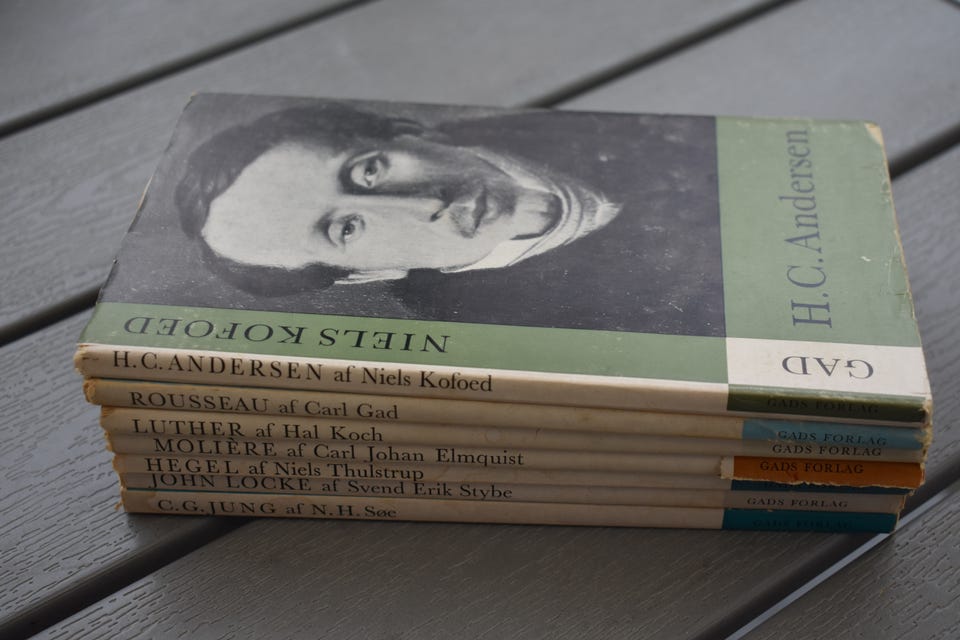 H.C. Andersen
GAD
NIELS KOFOED
H.C. ANDERSEN af Niels Kofoed
GADS FORLAG
ROUSSEAU af Carl Gad
GADS FORLAG
LUTHER af Hal Koch
GADS FORLAG
MOLIÈRE af Carl Johan Elmquist
GADS FORLAG
HEGEL af Niels Thulstrup
JOHN LOCKE af Svend Erik Stybe
GADS FORLAG
C.G. JUNG af N.H. Søe
GADS FORLAG